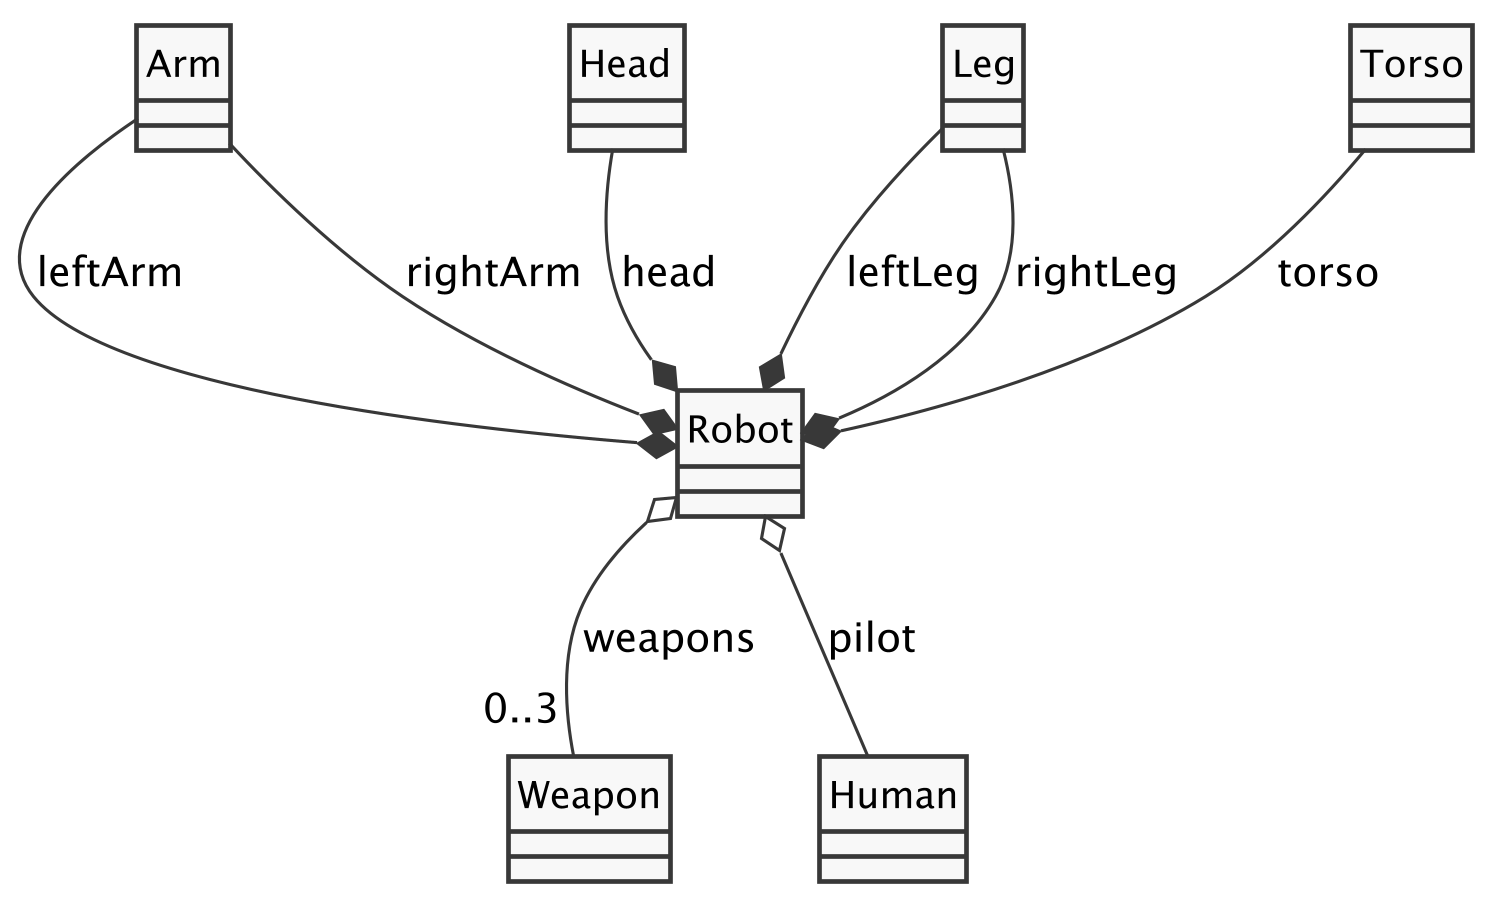 Arm
Head
Leg
Torso
leftArm
rightArm
head
leftLeg
rightLeg
torso
Robot
weapons
pilot
0..3
Weapon
Human